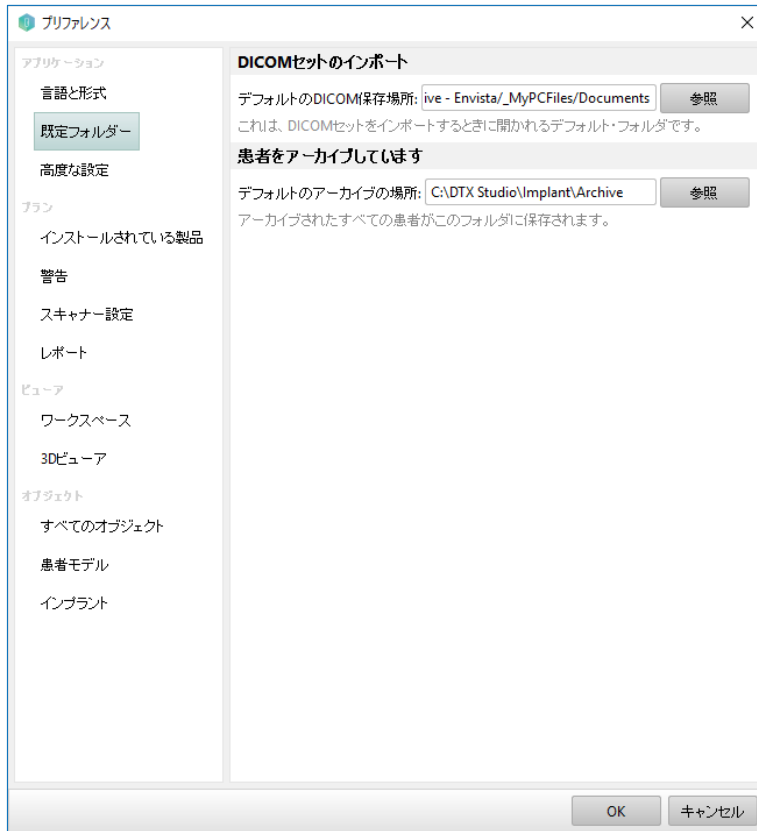 プリファレンス
アプリケーション
言語と形式
既定フォルダー
高度な設定
プラン
インストールされている製品
警告
スキャナー設定
レポート
ビューア
ワークスペース
3Dビューア
オブジェクト
すべてのオブジェクト
患者モデル
インプラント
DICOMセットのインポート
デフォルトのDICOM保存場所: ive - Envista/_MyPCFiles/Documents 参照
これは、DICOMセットをインポートするときに開かれるデフォルト・フォルダです。
患者をアーカイブしています
デフォルトのアーカイブの場所: C:\DTX Studio\Implant\Archive 参照
アーカイブされたすべての患者がこのフォルダに保存されます。
OK キャンセル